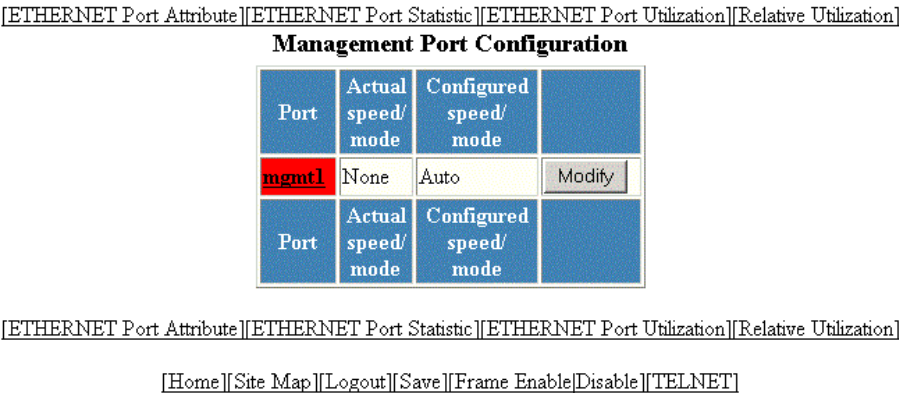 [ETHERNET Port Attribute][ETHERNET Port Statistic][ETHERNET Port Utilization][Relative Utilization]
Management Port Configuration
Port Actual speed/ mode Configured speed/ mode
mgmt1 None Auto Modify
Port Actual speed/ mode Configured speed/ mode
[ETHERNET Port Attribute][ETHERNET Port Statistic][ETHERNET Port Utilization][Relative Utilization]
[Home][Site Map][Logout][Save][Frame Enable|Disable][TELNET]